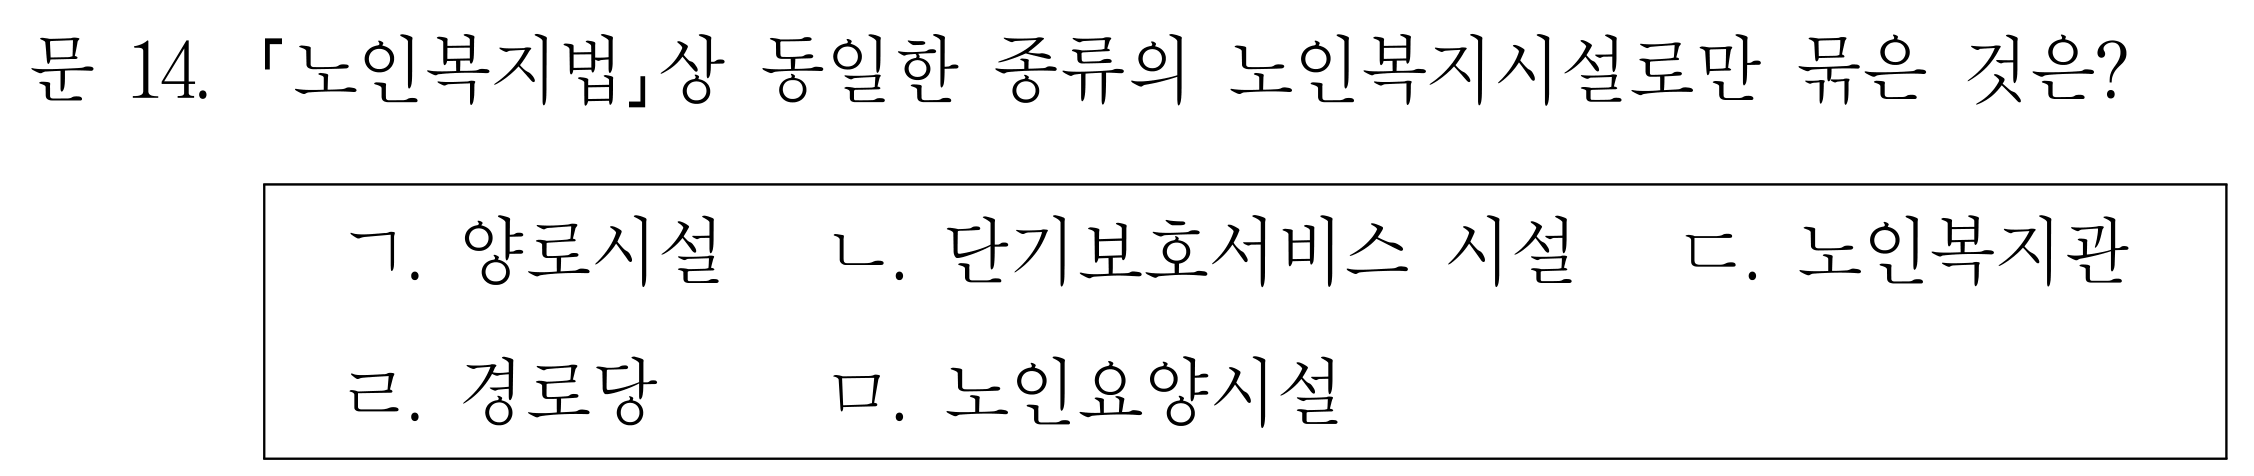 문 14. 「노인복지법」상 동일한 종류의 노인복지시설로만 묶은 것은?
ㄱ. 양로시설 ㄴ. 단기보호서비스 시설 ㄷ. 노인복지관
ㄹ. 경로당 ㅁ. 노인요양시설